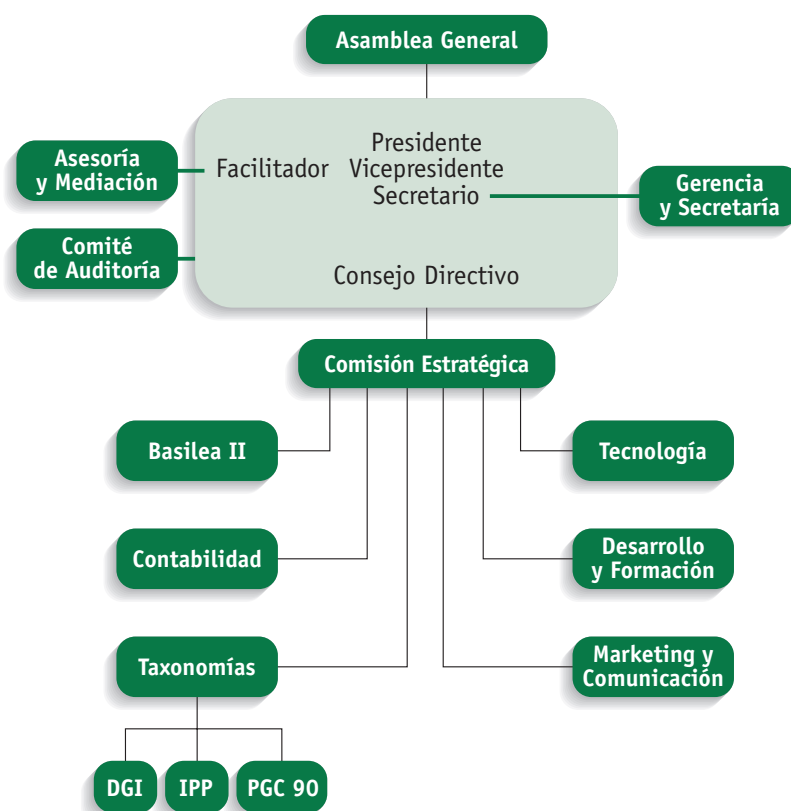 Asamblea General
Presidente
Facilitador Vicepresidente
Secretario
Asesoría
y Mediación
Gerencia
y Secretaría
Comité
de Auditoría
Consejo Directivo
Comisión Estratégica
Basilea II
Tecnología
Contabilidad
Desarrollo
y Formación
Taxonomías
Marketing y
Comunicación
DGI
IPP
PGC 90